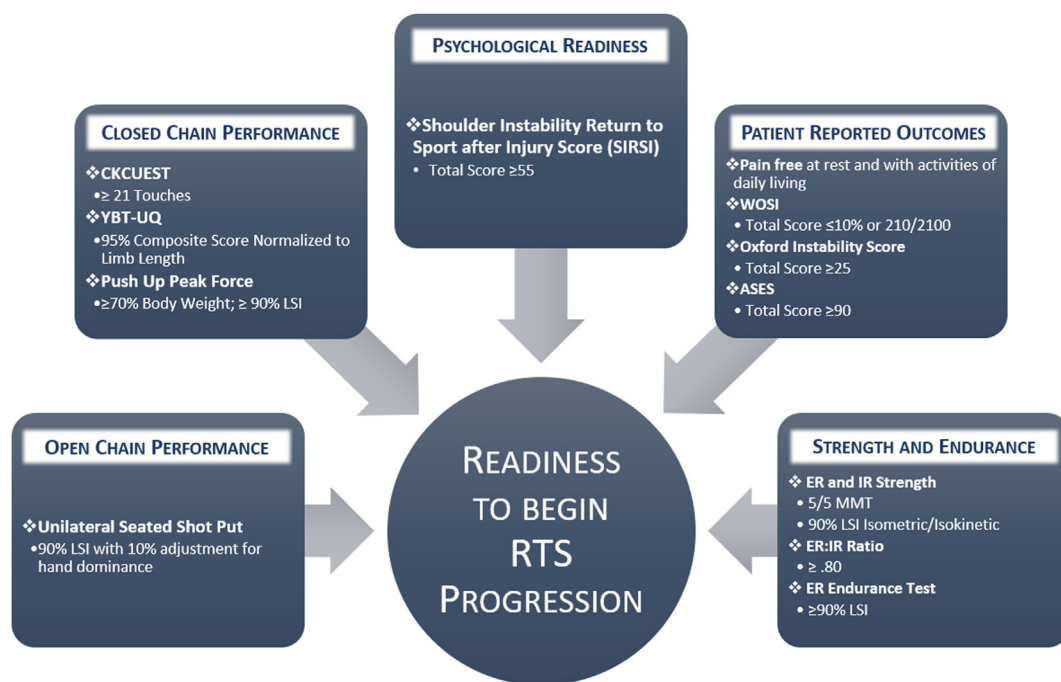 PSYCHOLOGICAL READINESS
❖Shoulder Instability Return to
Sport after Injury Score (SIRSI)
• Total Score ≥55
CLOSED CHAIN PERFORMANCE
❖CKCUEST
•≥ 21 Touches
❖YBT-UQ
•95% Composite Score Normalized to
Limb Length
❖Push Up Peak Force
•≥70% Body Weight; ≥ 90% LSI
PATIENT REPORTED OUTCOMES
❖Pain free at rest and with activities of
daily living
❖WOSI
• Total Score ≤10% or 210/2100
❖Oxford Instability Score
• Total Score ≥25
❖ASES
• Total Score ≥90
OPEN CHAIN PERFORMANCE
❖Unilateral Seated Shot Put
•90% LSI with 10% adjustment for
hand dominance
READINESS
TO BEGIN
RTS
PROGRESSION
STRENGTH AND ENDURANCE
❖ ER and IR Strength
• 5/5 MMT
• 90% LSI Isometric/Isokinetic
❖ ER:IR Ratio
• ≥ .80
❖ ER Endurance Test
• ≥90% LSI